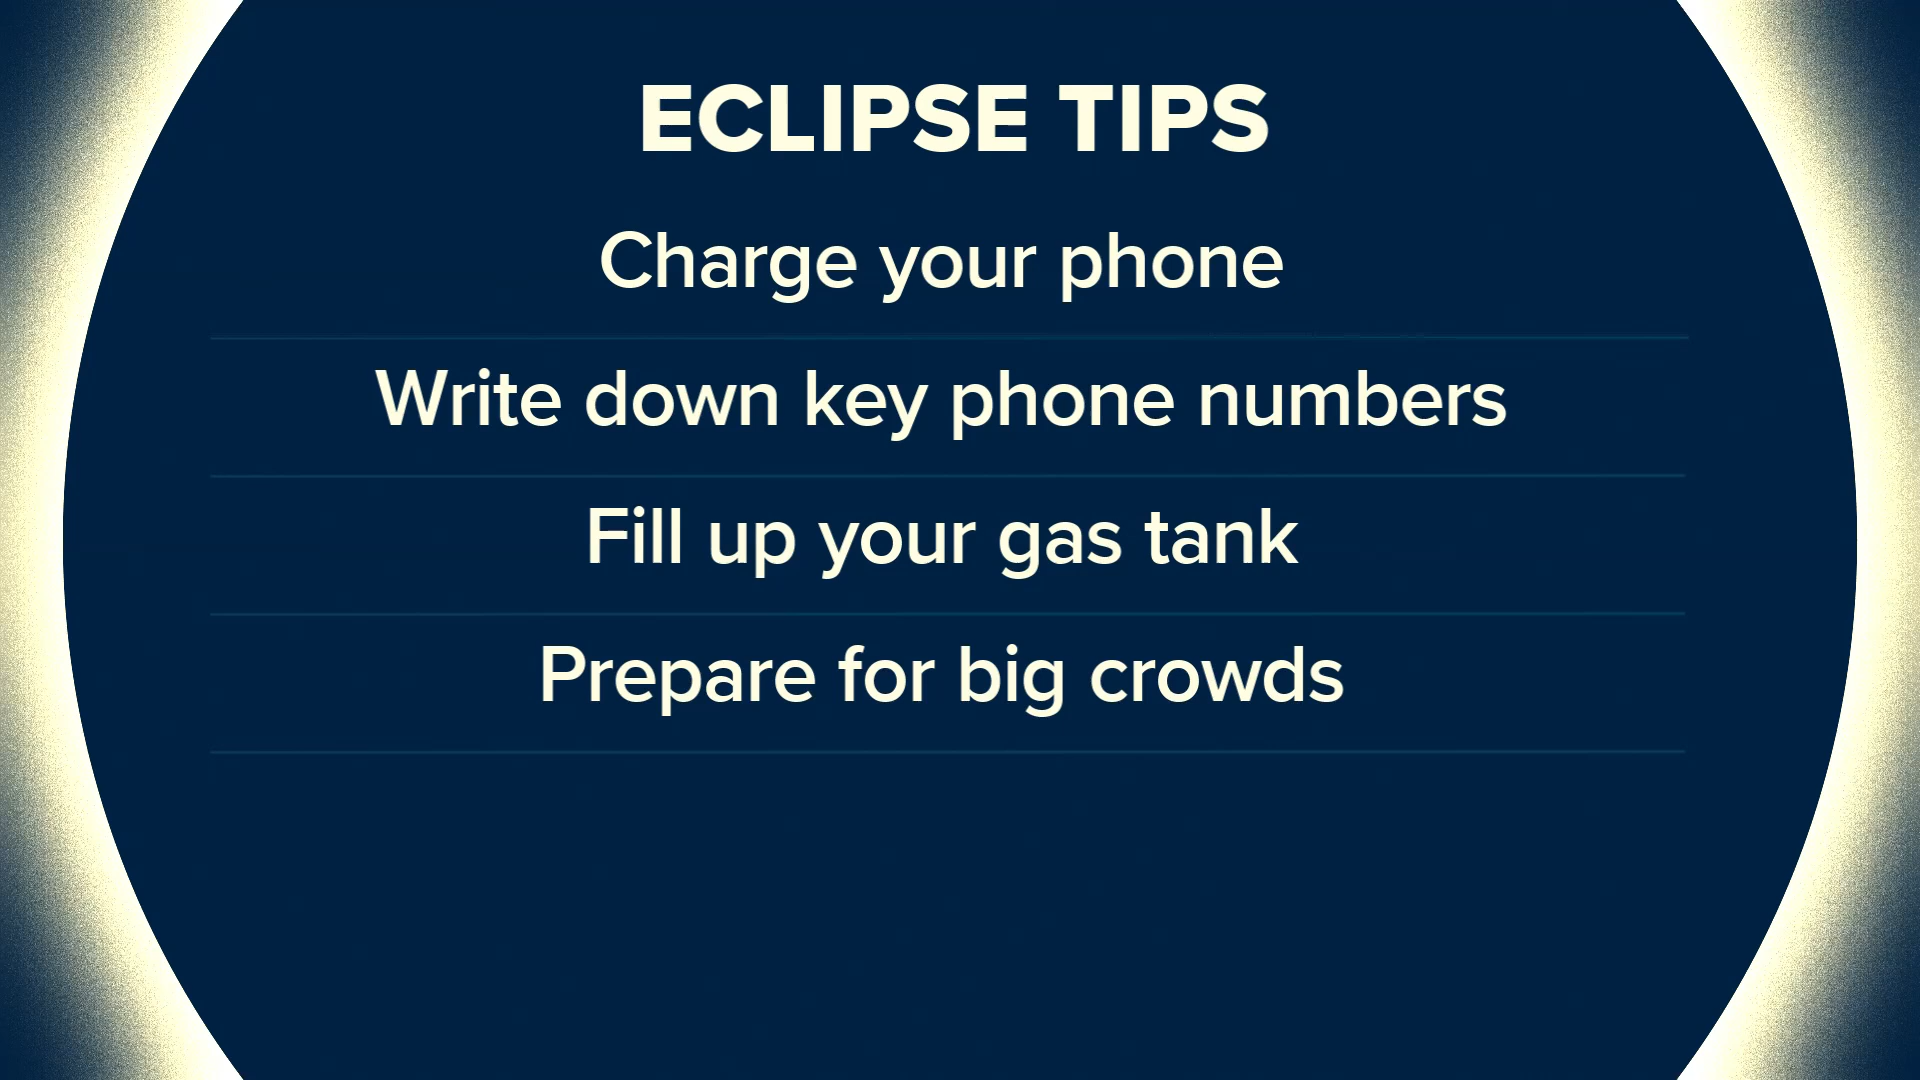 ECLIPSE TIPS
Charge your phone
Write down key phone numbers
Fill up your gas tank
Prepare for big crowds